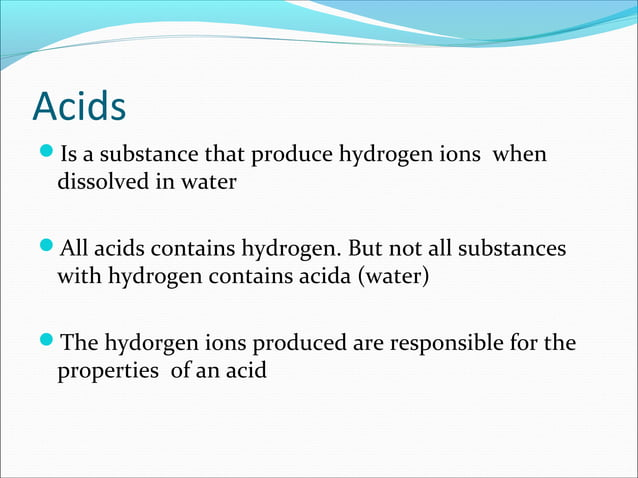 Acids
Is a substance that produce hydrogen ions  when
dissolved in water
All acids contains hydrogen. But not all substances
with hydrogen contains acida (water)
The hydorgen ions produced are responsible for the
properties  of an acid